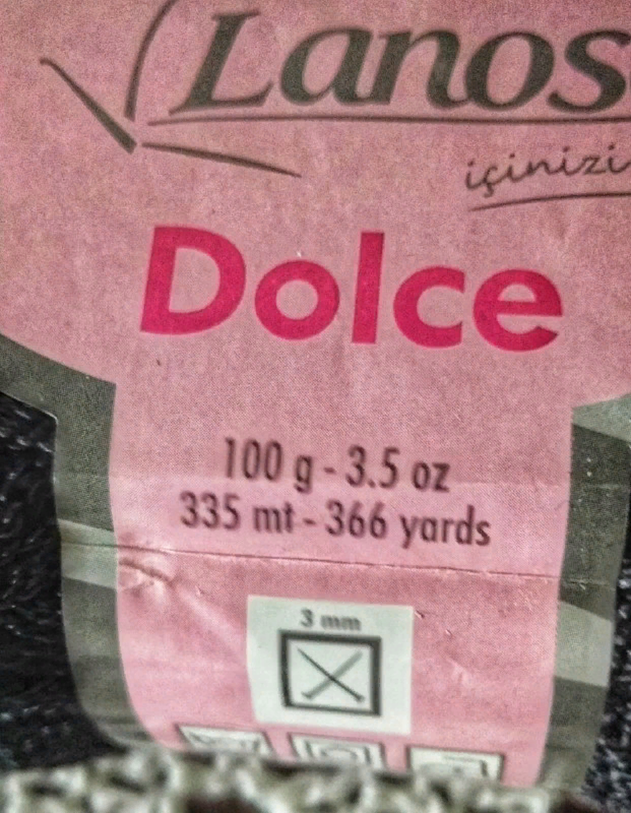 Lanos
içinizi
Dolce
100 g - 3.5 oz
335 mt - 366 yards
3 mm